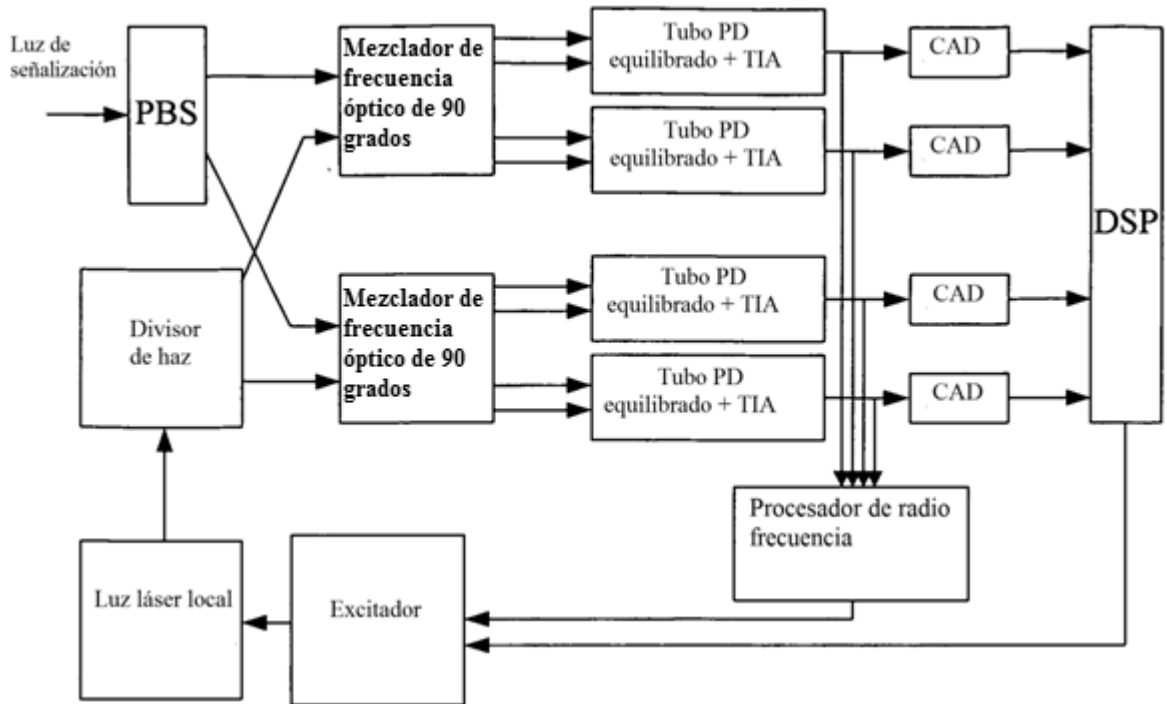 Luz de
señalización
PBS
Mezclador de
frecuencia
óptico de 90
grados
Tubo PD
equilibrado + TIA
CAD
Tubo PD
equilibrado + TIA
CAD
DSP
Divisor
de haz
Mezclador de
frecuencia
óptico de 90
grados
Tubo PD
equilibrado + TIA
CAD
Tubo PD
equilibrado + TIA
CAD
Procesador de radio
frecuencia
Luz láser local
Excitador